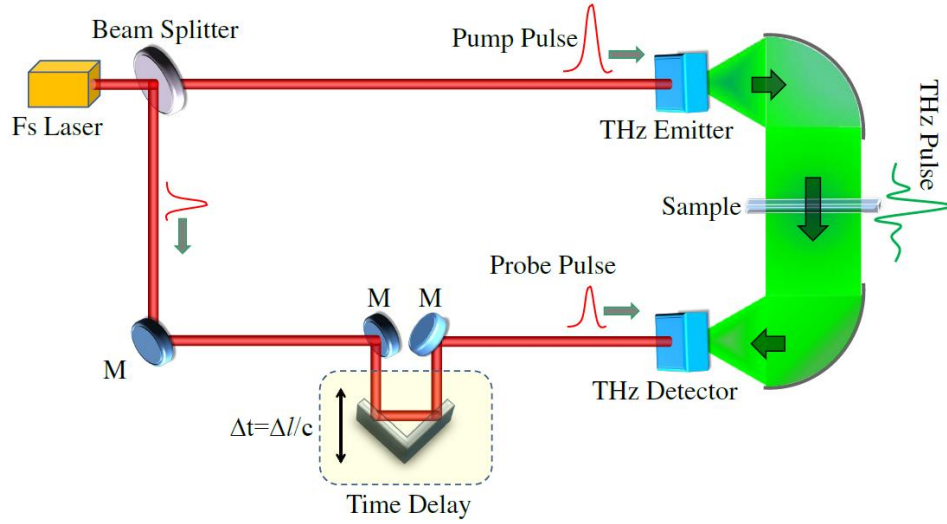 Beam Splitter
Pump Pulse
Fs Laser
THz Emitter
THz Pulse
Sample
Probe Pulse
M
M
M
THz Detector
Δt=Δl/c
Time Delay